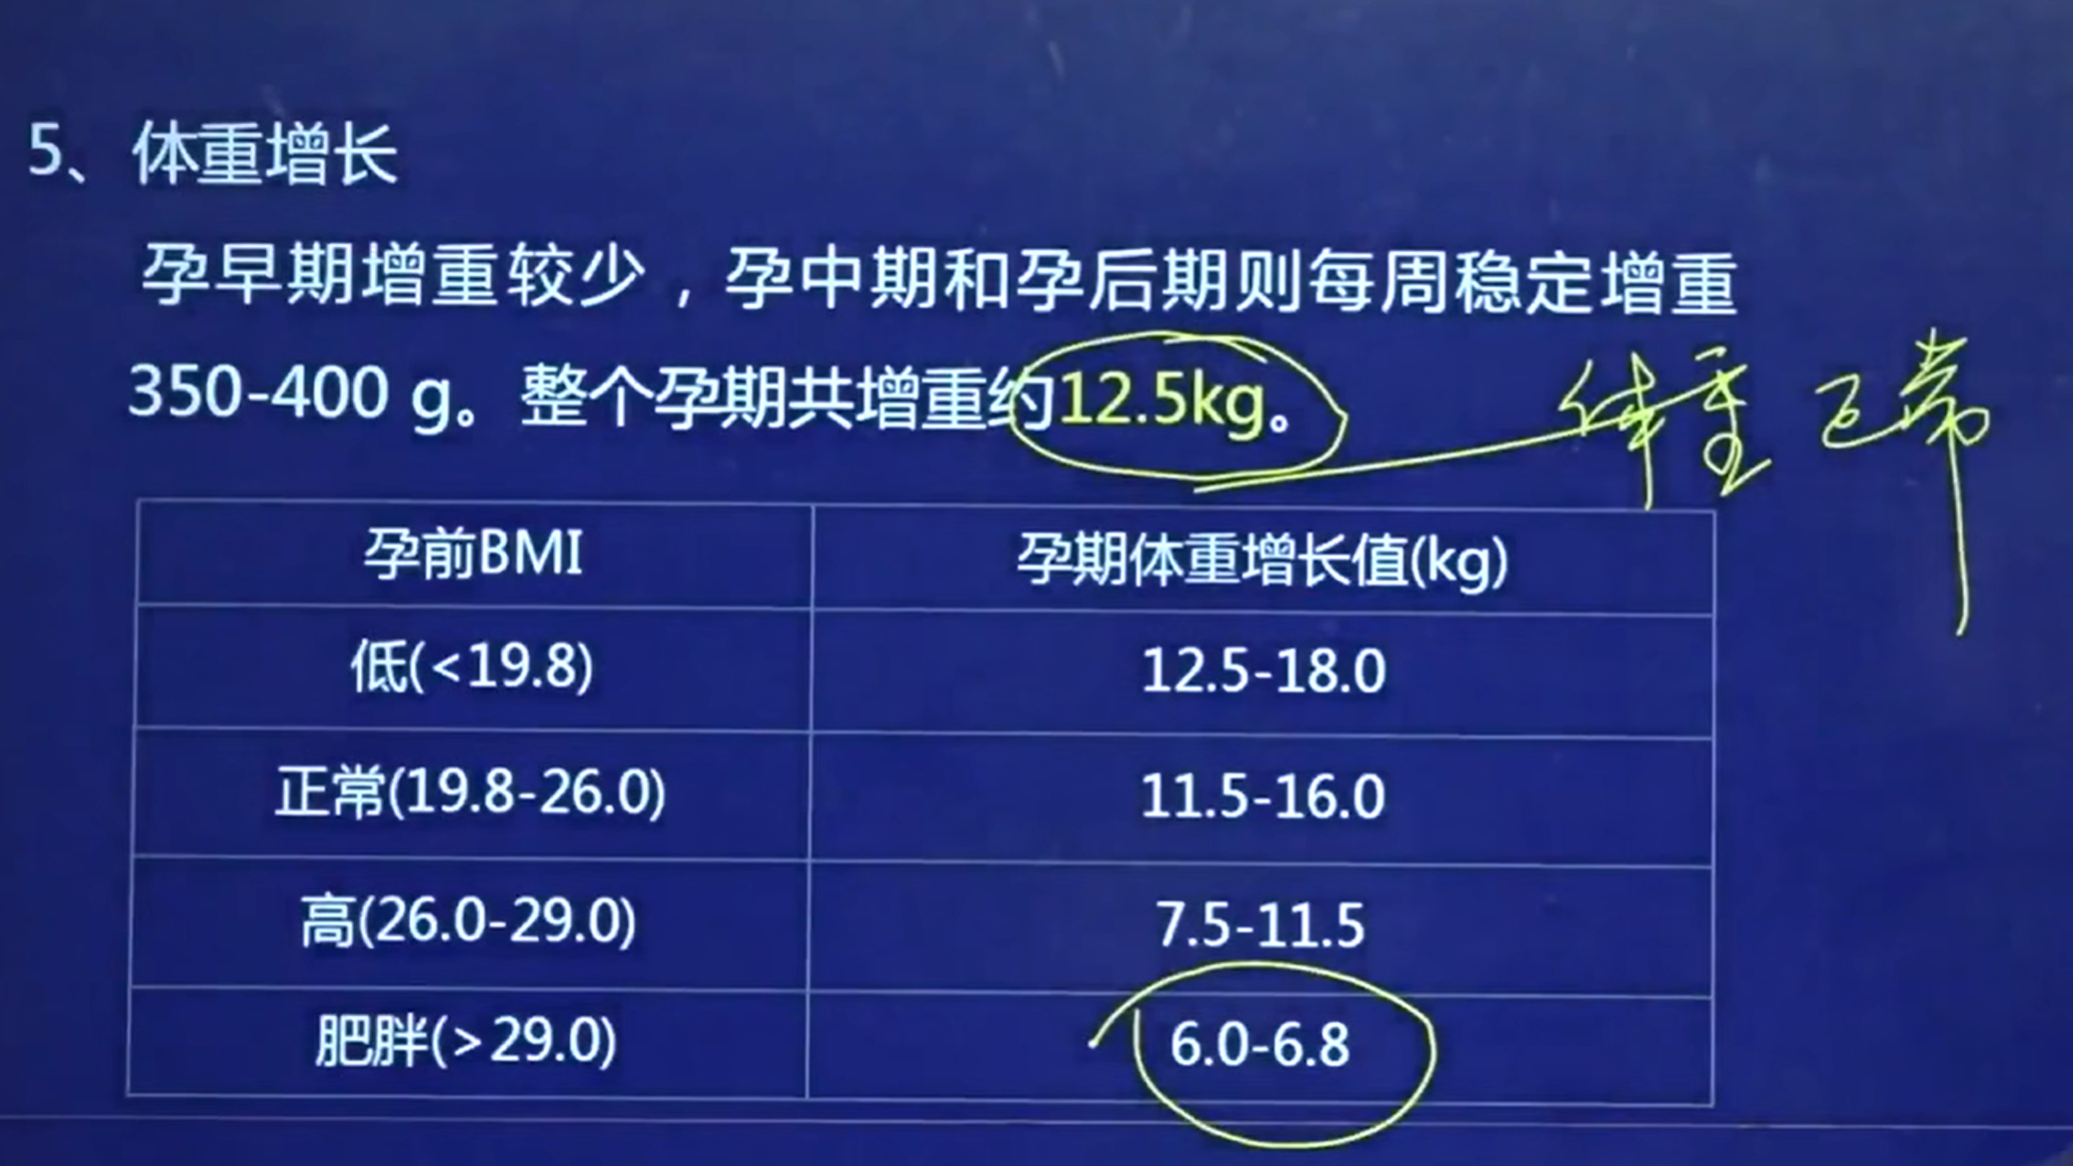 5、体重增长
孕早期增重较少，孕中期和孕后期则每周稳定增重
350-400 g。整个孕期共增重约12.5kg。
体重正常
孕前BMI 孕期体重增长值(kg)
低(<19.8) 12.5-18.0
正常(19.8-26.0) 11.5-16.0
高(26.0-29.0) 7.5-11.5
肥胖(>29.0) 6.0-6.8